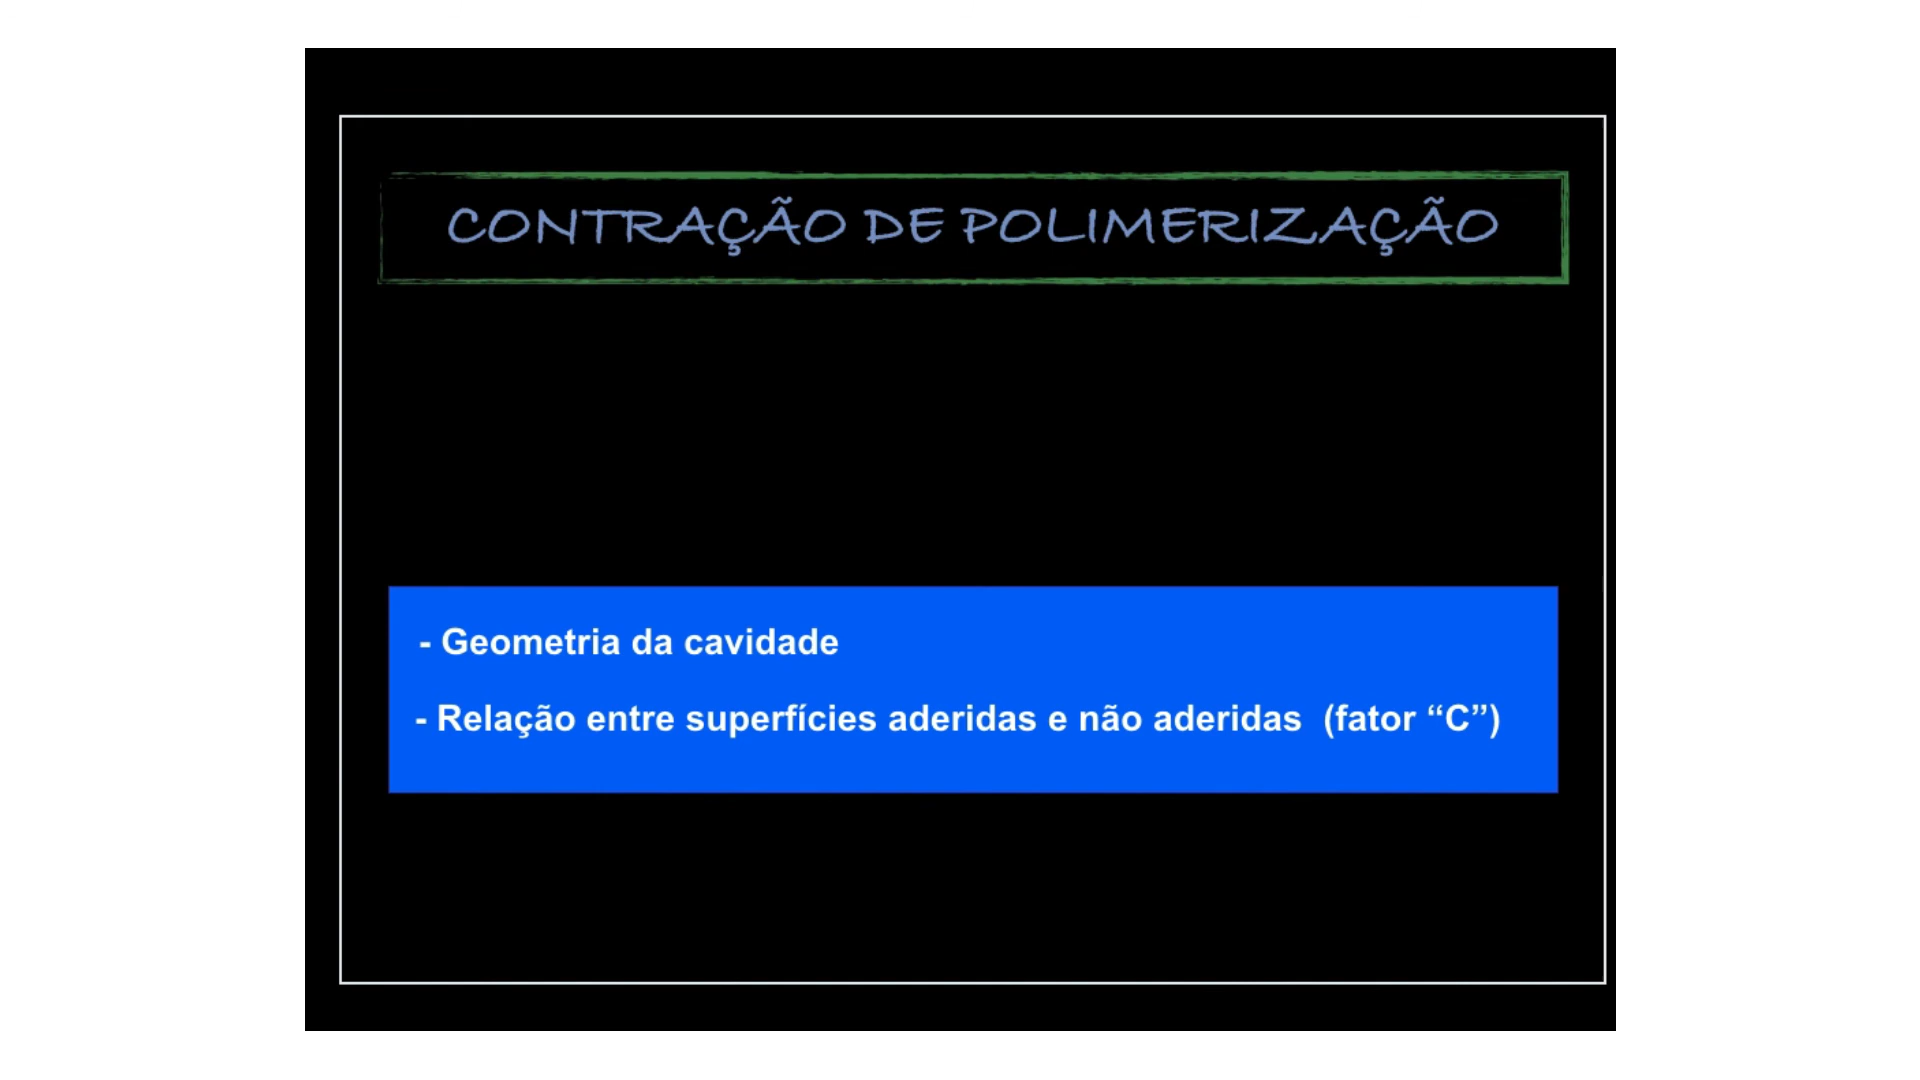 CONTRAÇÃO DE POLIMERIZAÇÃO
- Geometria da cavidade
- Relação entre superfícies aderidas e não aderidas (fator “C”)